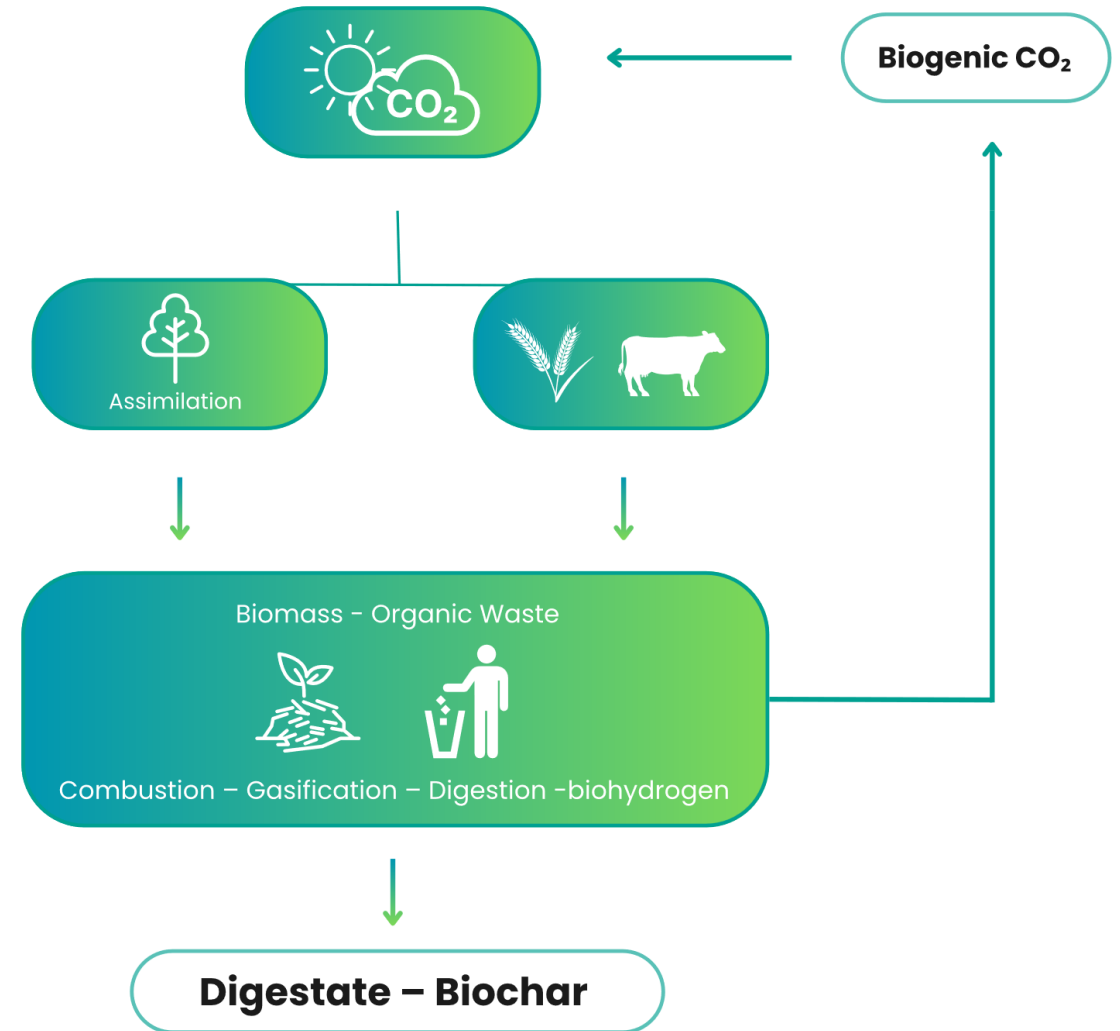 CO₂
Biogenic CO₂
Assimilation
Biomass - Organic Waste
Combustion – Gasification – Digestion -biohydrogen
Digestate – Biochar